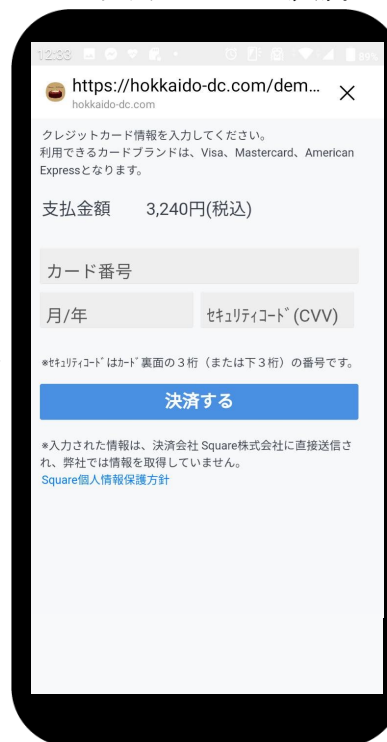 12:33
89%
https://hokkaido-dc.com/dem...
hokkaido-dc.com
クレジットカード情報を入力してください。
利用できるカードブランドは、Visa、Mastercard、American
Expressとなります。
支払金額 3,240円(税込)
カード番号
月/年 ｾｷｭﾘﾃｨｺｰﾄﾞ(CVV)
*ｾｷｭﾘﾃｨｺｰﾄﾞはｶｰﾄﾞ裏面の３桁（または下３桁）の番号です。
決済する
*入力された情報は、決済会社 Square株式会社に直接送信さ
れ、弊社では情報を取得していません。
Square個人情報保護方針